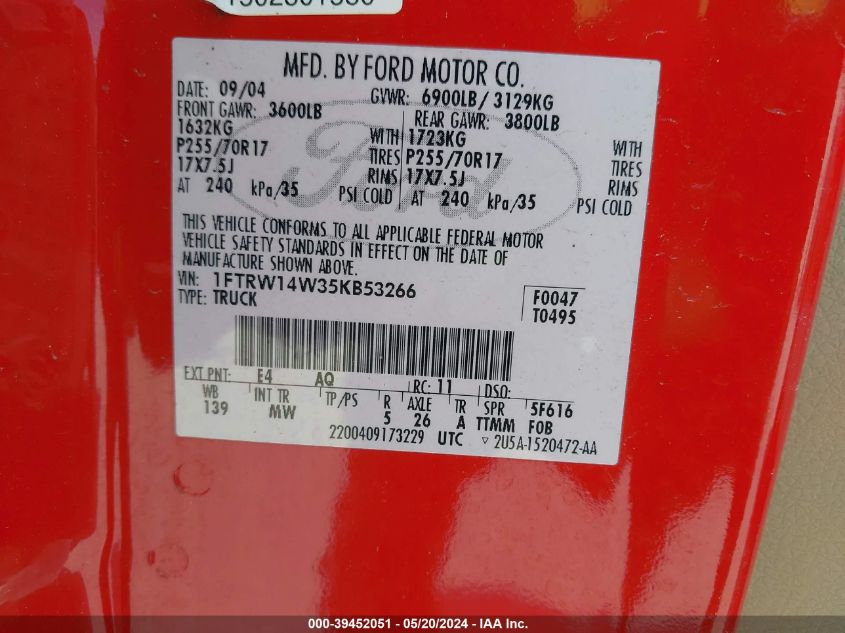 MFD. BY FORD MOTOR CO.
DATE: 09/04 GVWR: 6900LB/ 3129KG
FRONT GAWR: 3600LB REAR GAWR: 3800LB
1632KG WITH 1723KG WITH
P255/70R17 TIRES P255/70R17 TIRES
17X7.5J RIMS 17X7.5J RIMS
AT 240 kPa/35 PSI COLD AT 240 kPa/35 PSI COLD
Ford
THIS VEHICLE CONFORMS TO ALL APPLICABLE FEDERAL MOTOR
VEHICLE SAFETY STANDARDS IN EFFECT ON THE DATE OF
MANUFACTURE SHOWN ABOVE.
VIN: 1FTRW14W35KB53266 F0047
TYPE: TRUCK T0495
EXT PNT: E4 AQ RC: 11 DSO:
WB INT TR TP/PS R AXLE TR SPR 5F616
139 MW 5 26 A TTMM FOB
2200409173229 UTC ▽ 2U5A-1520472-AA
000-39452051 - 05/20/2024 - IAA Inc.